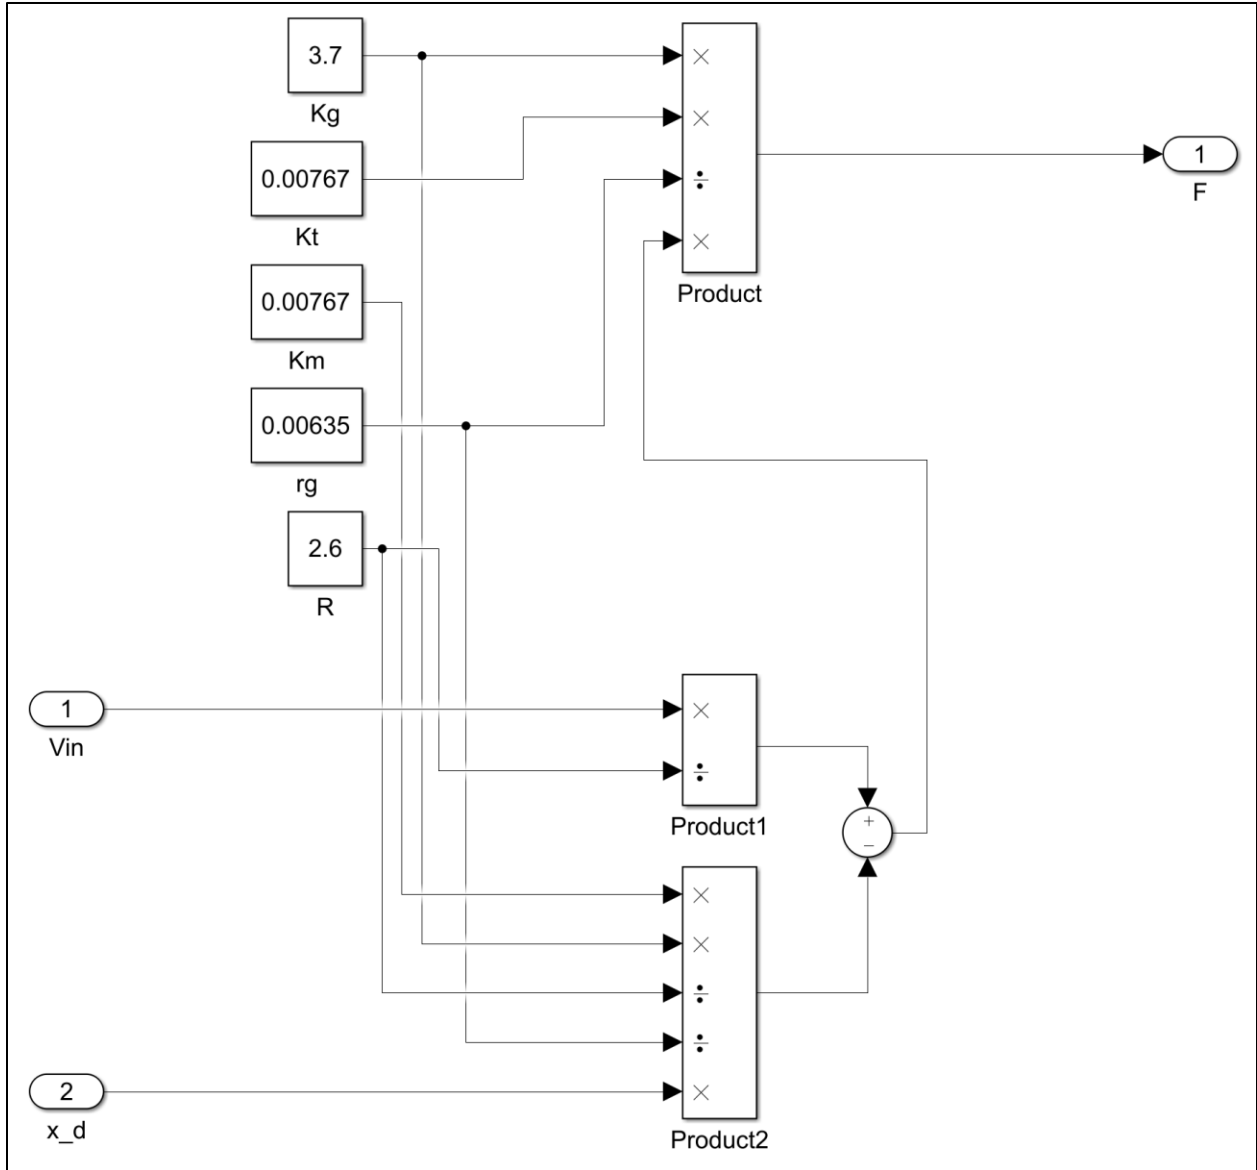 3.7
Kg
×
0.00767
Kt
×
÷
×
Product
1
F
0.00767
Km
0.00635
rg
2.6
R
1
Vin
×
÷
Product1
+
−
×
×
÷
÷
×
Product2
2
x_d